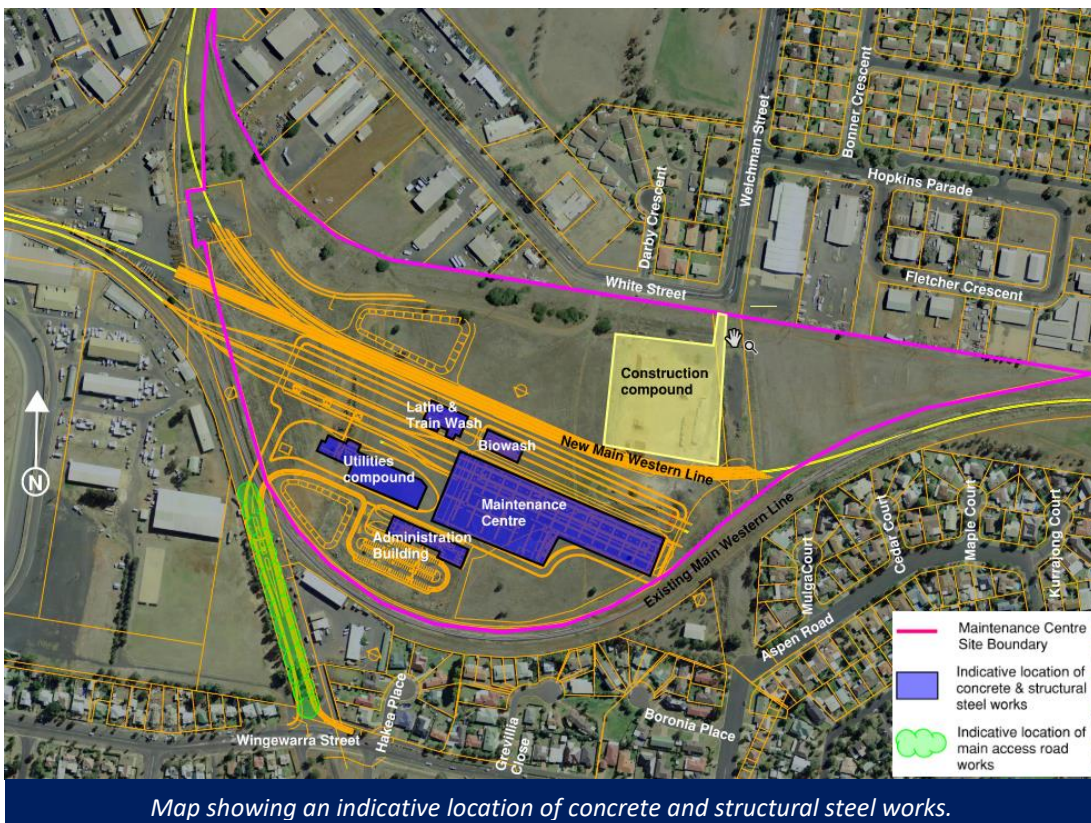 Bonner Crescent
Welchman Street
Hopkins Parade
Darby Crescent
Fletcher Crescent
White Street
Construction
compound
Lathe &
Train Wash
Biowash
New Main Western Line
Utilities
compound
Maintenance
Centre
Administration
Building
Existing Main Western Line
N
MulgaCourt
Cedar Court
Maple Court
Kurrajong Court
Aspen Road
Hakea Place
Grevillia
Close
Boronia Place
Wingewarra Street
Maintenance Centre
Site Boundary
Indicative location of
concrete & structural
steel works
Indicative location of
main access road
works
Map showing an indicative location of concrete and structural steel works.